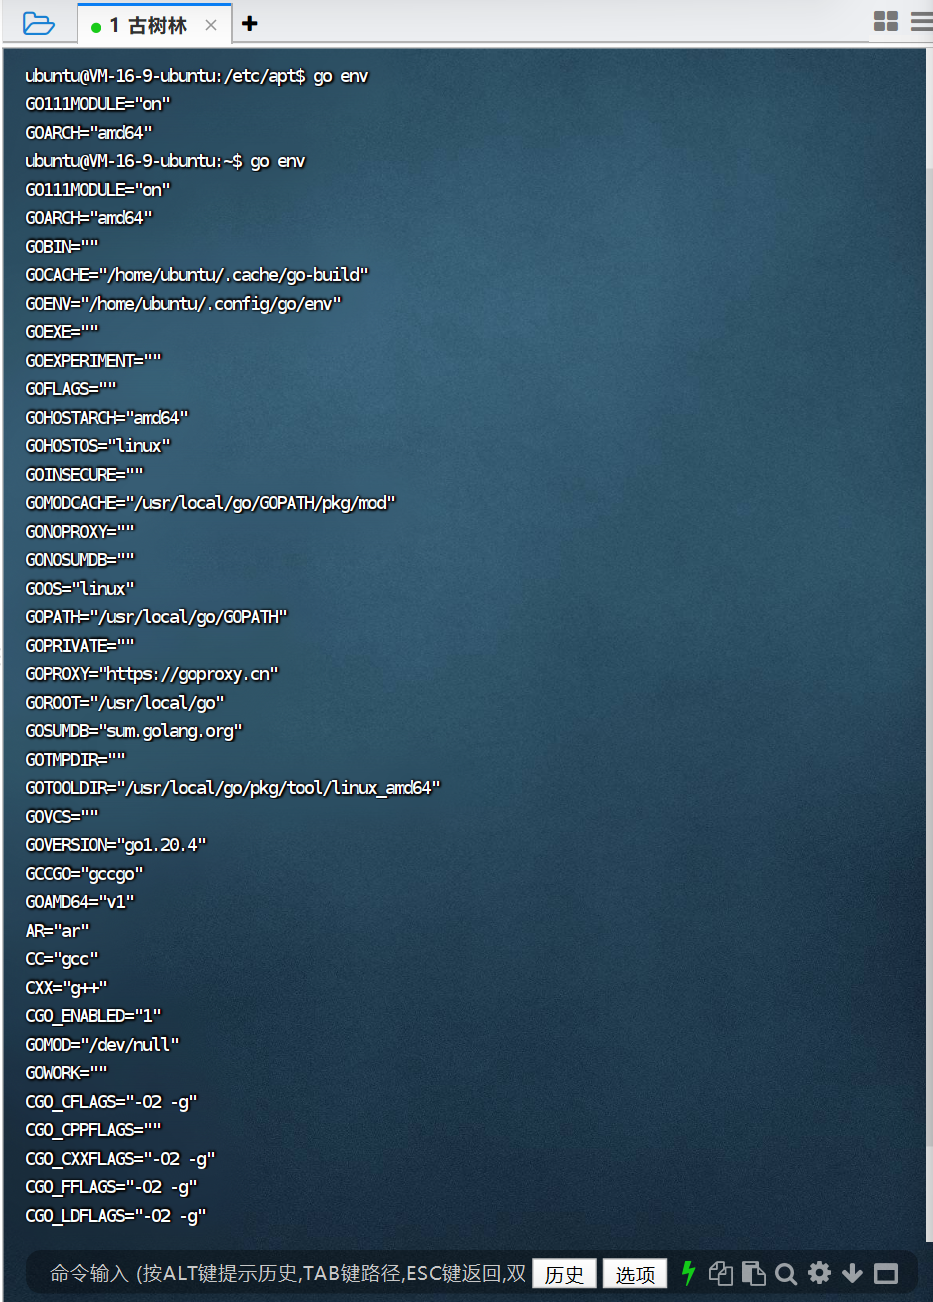 1 古树林
ubuntu@VM-16-9-ubuntu:/etc/apt$ go env
GO111MODULE="on"
GOARCH="amd64"
ubuntu@VM-16-9-ubuntu:~$ go env
GO111MODULE="on"
GOARCH="amd64"
GOBIN=""
GOCACHE="/home/ubuntu/.cache/go-build"
GOENV="/home/ubuntu/.config/go/env"
GOEXE=""
GOEXPERIMENT=""
GOFLAGS=""
GOHOSTARCH="amd64"
GOHOSTOS="linux"
GOINSECURE=""
GOMODCACHE="/usr/local/go/GOPATH/pkg/mod"
GONOPROXY=""
GONOSUMDB=""
GOOS="linux"
GOPATH="/usr/local/go/GOPATH"
GOPRIVATE=""
GOPROXY="https://goproxy.cn"
GOROOT="/usr/local/go"
GOSUMDB="sum.golang.org"
GOTMPDIR=""
GOTOOLDIR="/usr/local/go/pkg/tool/linux_amd64"
GOVCS=""
GOVERSION="go1.20.4"
GCCGO="gccgo"
GOAMD64="v1"
AR="ar"
CC="gcc"
CXX="g++"
CGO_ENABLED="1"
GOMOD="/dev/null"
GOWORK=""
CGO_CFLAGS="-O2 -g"
CGO_CPPFLAGS=""
CGO_CXXFLAGS="-O2 -g"
CGO_FFLAGS="-O2 -g"
CGO_LDFLAGS="-O2 -g"
命令输入 (按ALT键提示历史,TAB键路径,ESC键返回,双 历史 选项